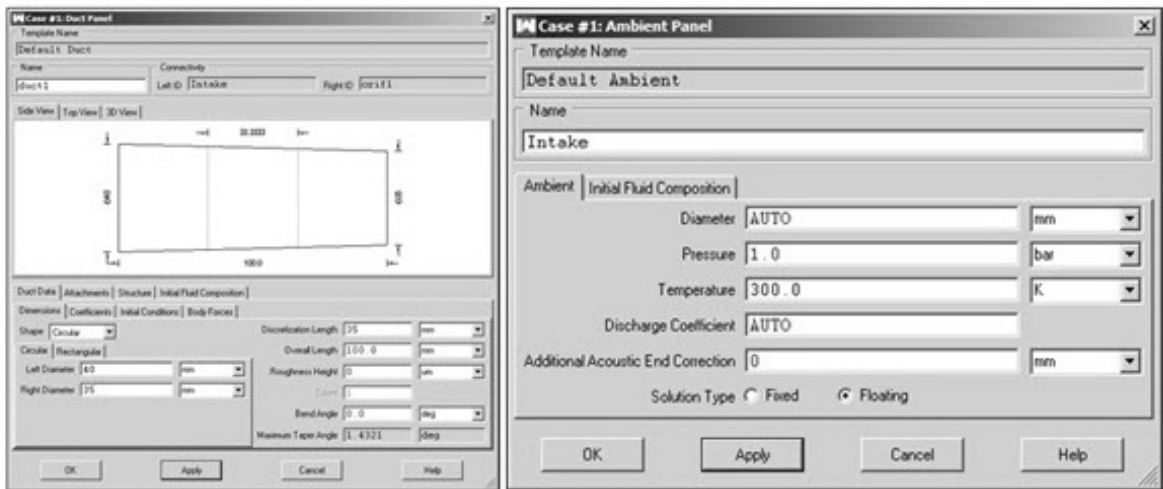 Case #1: Duct Panel
Template Name
Default Duct
Name
Connectivity
duct1
Left ID Intake
Right ID orif1
Side View Top View 3D View
33.3333
100.0
Duct Data Attachments Structure Initial Fluid Composition
Dimensions Coefficients Initial Conditions Body Forces
Shape Circular
Circular Rectangular
Left Diameter 40 mm
Right Diameter 35 mm
Discretization Length 35 mm
Overall Length 100.0 mm
Roughness Height 0 um
Count 1
Bend Angle 0.0 deg
Maximum Taper Angle 1.4321 deg
OK Apply Cancel Help
Case #1: Ambient Panel
Template Name
Default Ambient
Name
Intake
Ambient Initial Fluid Composition
Diameter AUTO mm
Pressure 1.0 bar
Temperature 300.0 K
Discharge Coefficient AUTO
Additional Acoustic End Correction 0 mm
Solution Type Fixed Floating
OK Apply Cancel Help